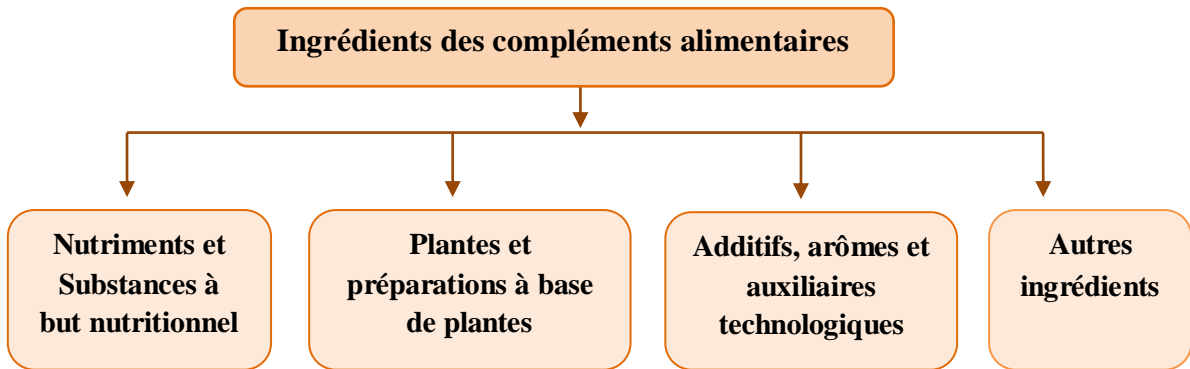 Ingrédients des compléments alimentaires
Nutriments et
Substances à
but nutritionnel
Plantes et
préparations à base
de plantes
Additifs, arômes et
auxiliaires
technologiques
Autres
ingrédients